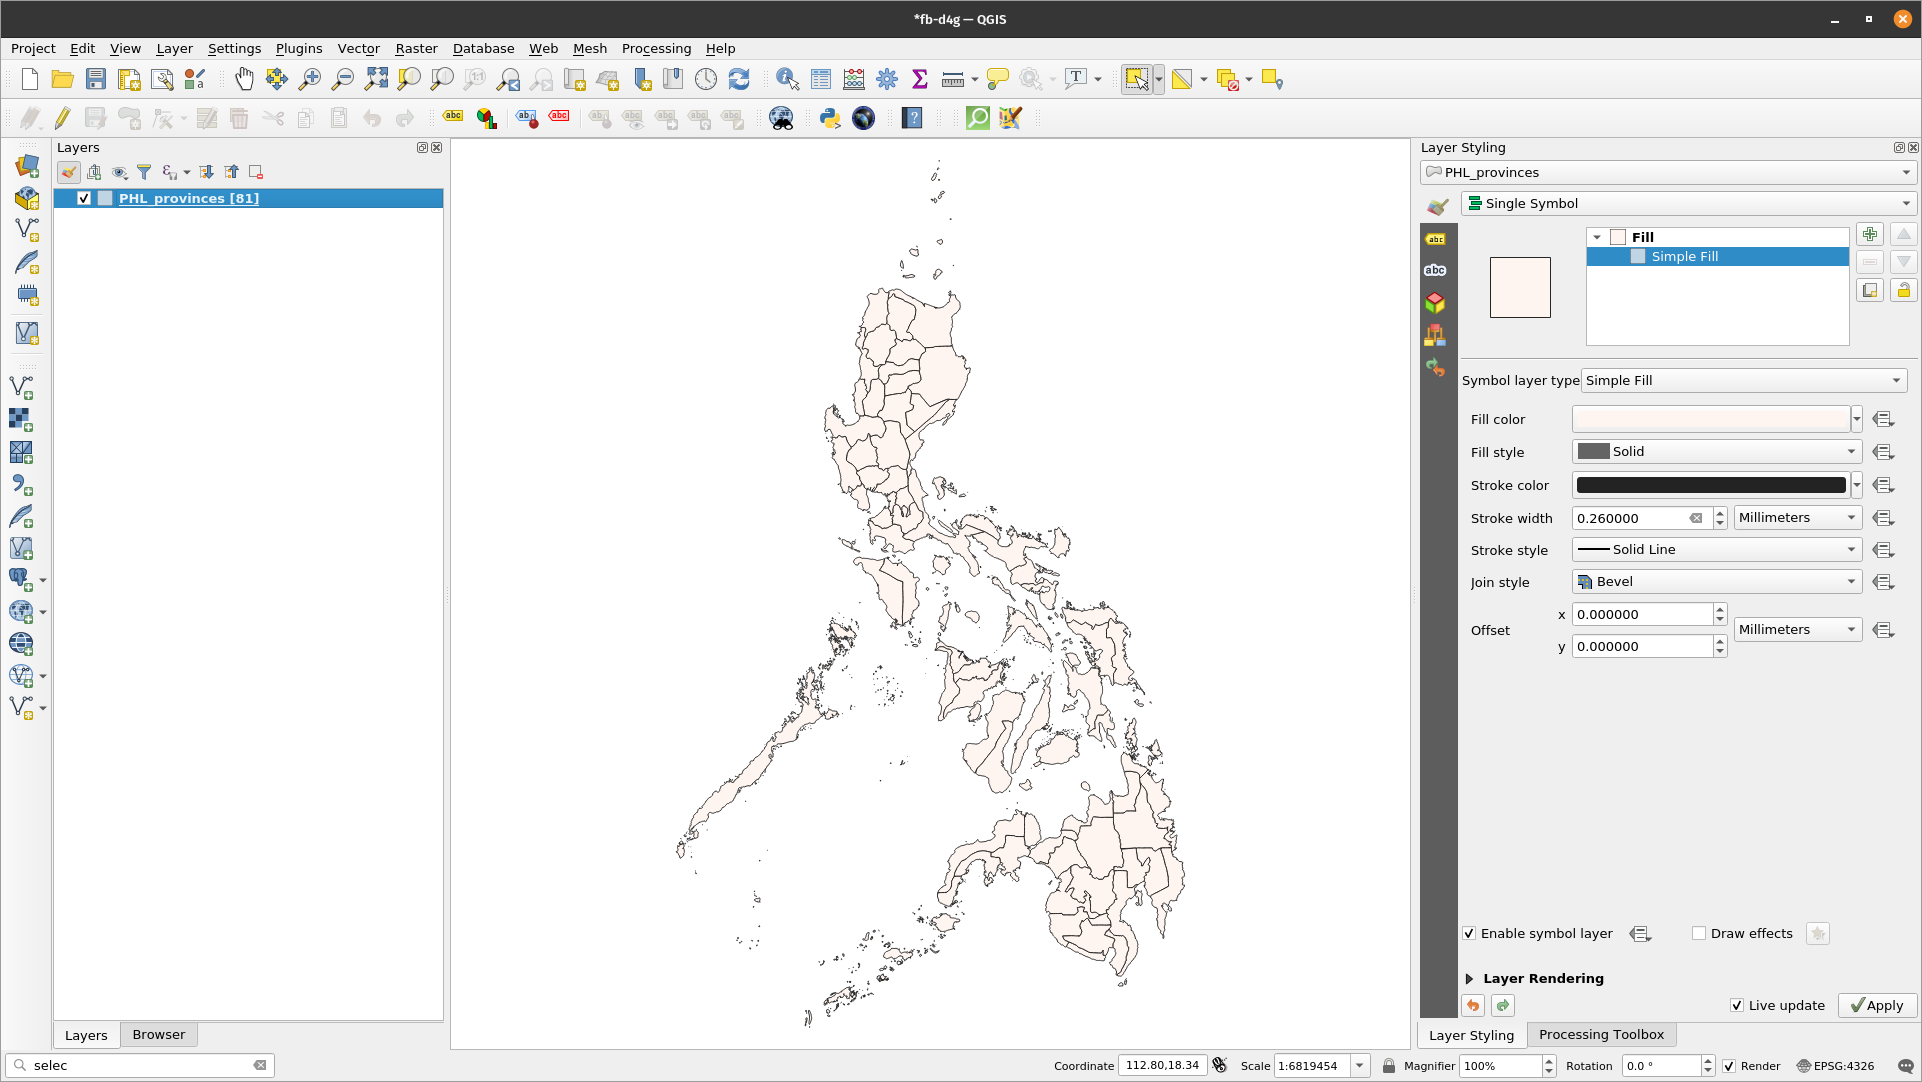 *fb-d4g — QGIS
Project Edit View Layer Settings Plugins Vector Raster Database Web Mesh Processing Help
Layers
PHL_provinces [81]
Layers Browser
selec
Layer Styling
PHL_provinces
Single Symbol
Fill
Simple Fill
Symbol layer type Simple Fill
Fill color
Fill style Solid
Stroke color
Stroke width 0.260000 Millimeters
Stroke style Solid Line
Join style Bevel
Offset x 0.000000 Millimeters
y 0.000000
Enable symbol layer Draw effects
Layer Rendering
Live update Apply
Layer Styling Processing Toolbox
Coordinate 112.80,18.34 Scale 1:6819454 Magnifier 100% Rotation 0.0 ° Render EPSG:4326